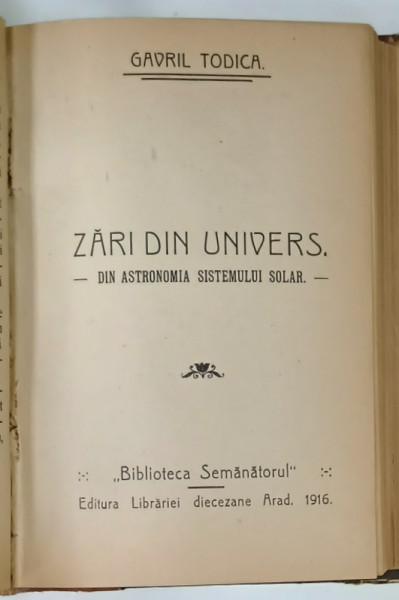 GAVRIL TODICA.
ZĂRI DIN UNIVERS.
— DIN ASTRONOMIA SISTEMULUI SOLAR. —
„Biblioteca Semănătorul"
Editura Librăriei diecezane Arad. 1916.